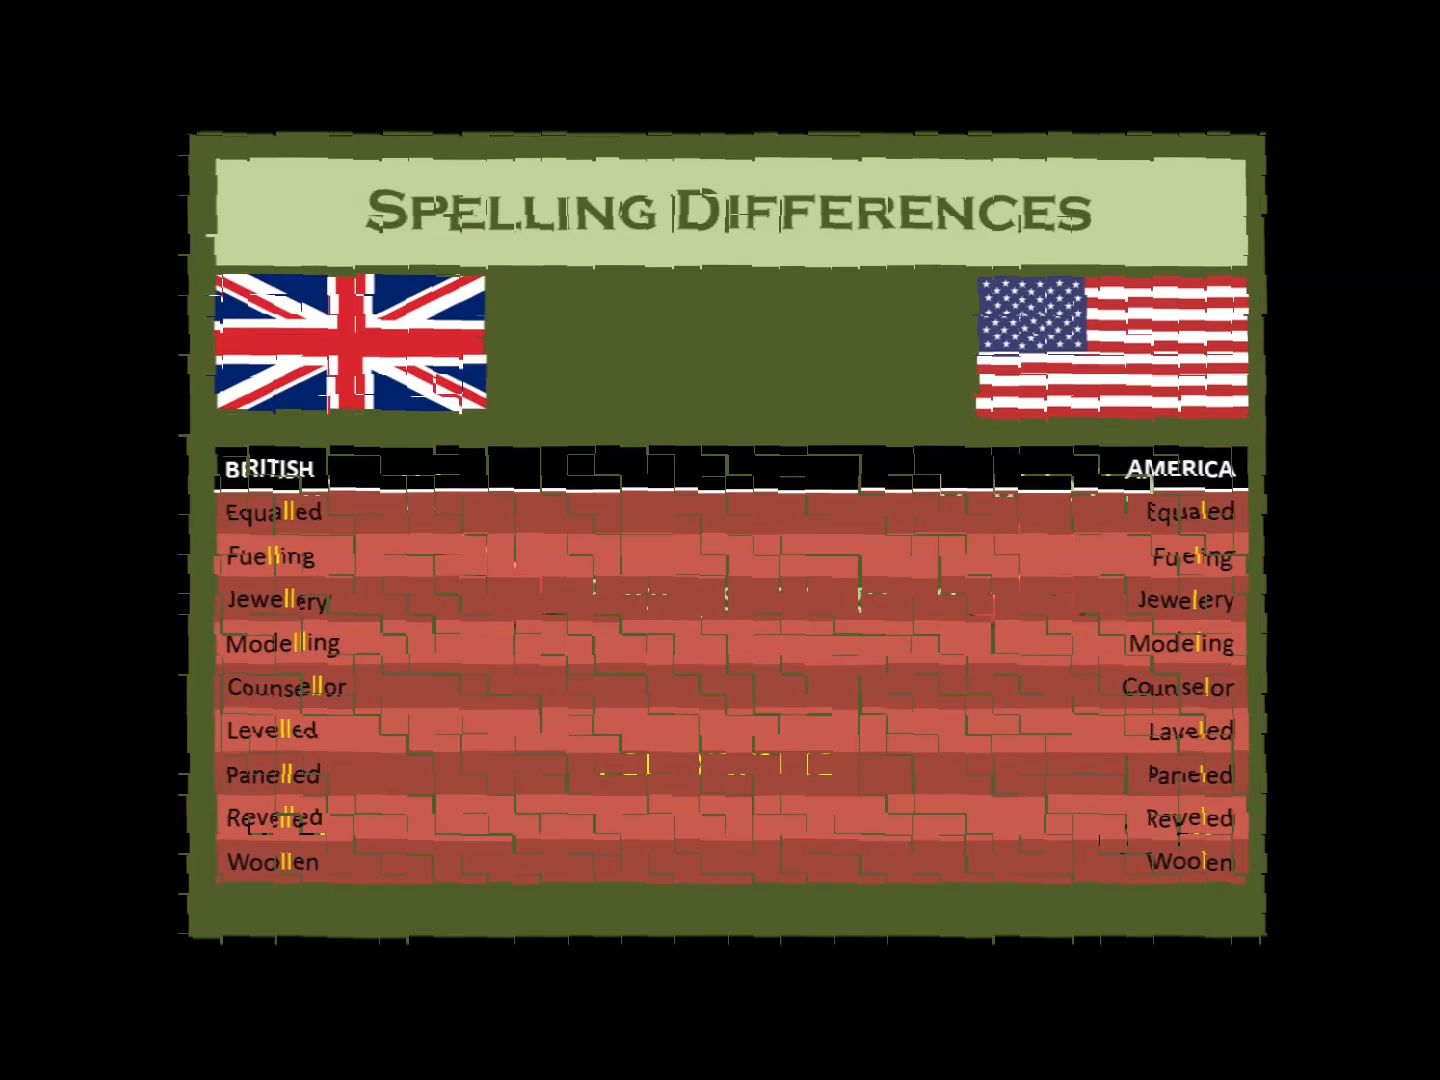 SPELLING DIFFERENCES
BRITISH AMERICA
Equalled Equaled
Fuelling Fueling
Jewellery Jewelery
Modelling Modeling
Counsellor Counselor
Levelled Laveled
Panelled Paneled
Revelled Reveled
Woollen Woolen